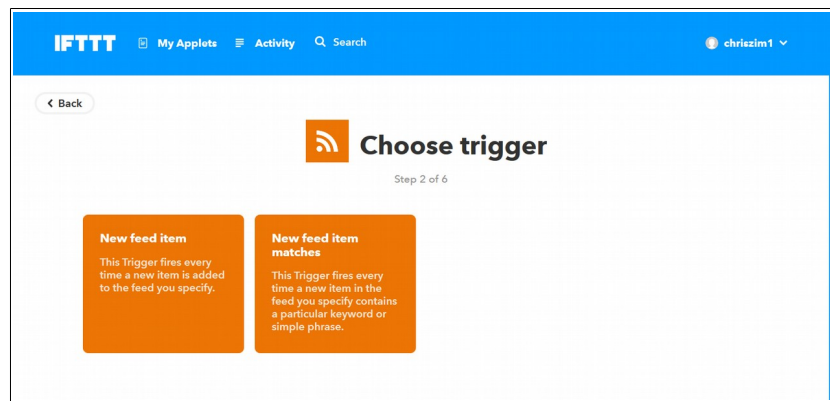 IFTTT My Applets Activity Search chriszim1
Back
Choose trigger
Step 2 of 6
New feed item
This Trigger fires every
time a new item is added
to the feed you specify.
New feed item
matches
This Trigger fires every
time a new item in the
feed you specify contains
a particular keyword or
simple phrase.